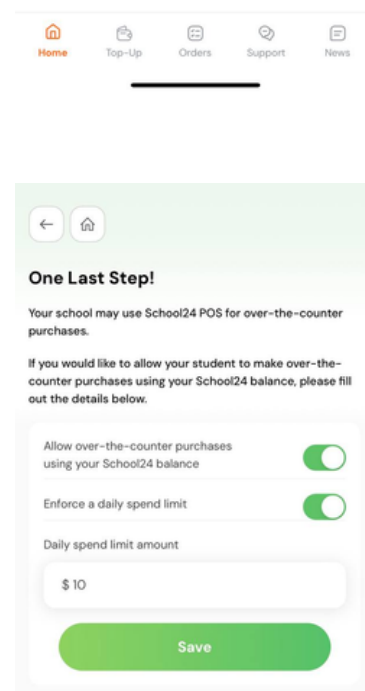 Home Top-Up Orders Support News
One Last Step!
Your school may use School24 POS for over-the-counter
purchases.
If you would like to allow your student to make over-the-
counter purchases using your School24 balance, please fill
out the details below.
Allow over-the-counter purchases
using your School24 balance
Enforce a daily spend limit
Daily spend limit amount
$ 10
Save